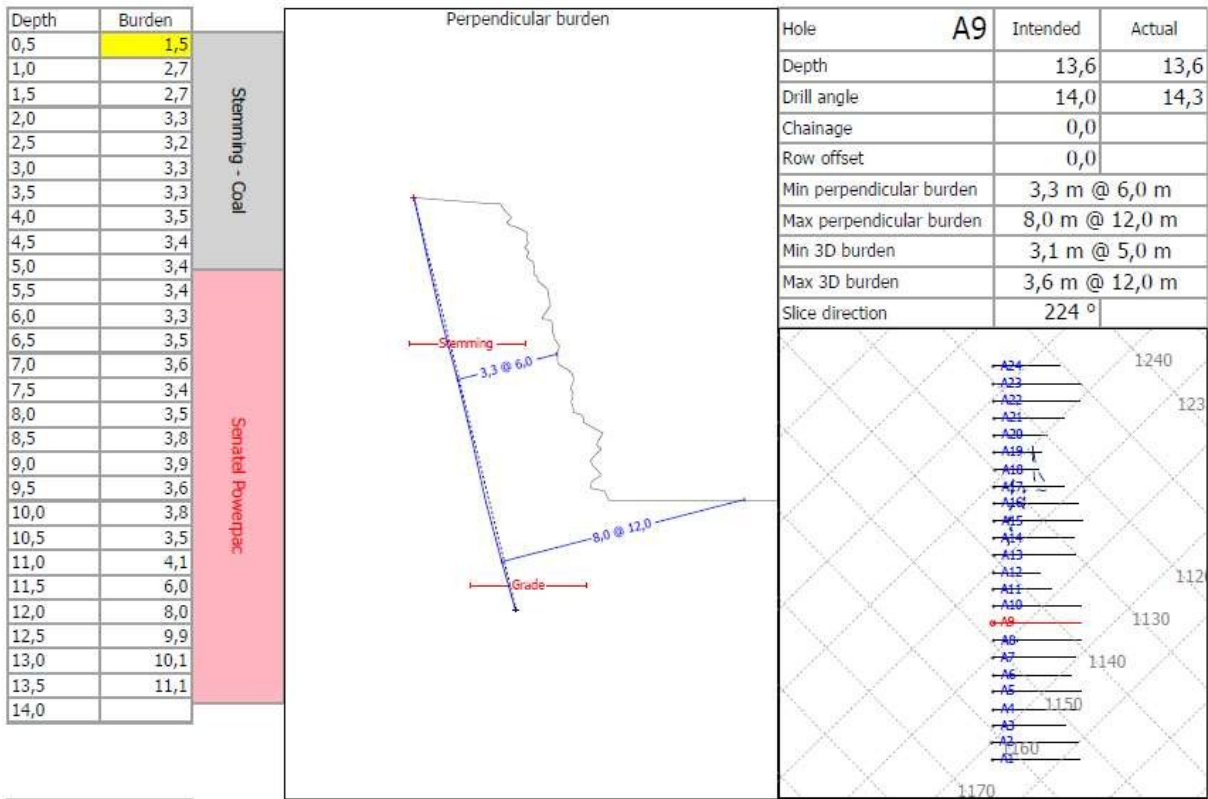 Depth Burden
0,5 1,5
1,0 2,7
1,5 2,7
2,0 3,3
2,5 3,2
3,0 3,3
3,5 3,3
4,0 3,5
4,5 3,4
5,0 3,4
5,5 3,4
6,0 3,3
6,5 3,5
7,0 3,6
7,5 3,4
8,0 3,5
8,5 3,8
9,0 3,9
9,5 3,6
10,0 3,8
10,5 3,5
11,0 4,1
11,5 6,0
12,0 8,0
12,5 9,9
13,0 10,1
13,5 11,1
14,0
Stemming - Coal
Senatel Powerpac
Perpendicular burden
Stemming
3,3 @ 6,0
8,0 @ 12,0
Grade
Hole A9 Intended Actual
Depth 13,6 13,6
Drill angle 14,0 14,3
Chainage 0,0
Row offset 0,0
Min perpendicular burden 3,3 m @ 6,0 m
Max perpendicular burden 8,0 m @ 12,0 m
Min 3D burden 3,1 m @ 5,0 m
Max 3D burden 3,6 m @ 12,0 m
Slice direction 224 º
1240
A24
A23
123
A22
A21
A20
A19
A18
A17
A16
A15
A14
A13
A12
1120
A11
A10
A9
1130
A8
A7
1140
A6
A5
A4
1150
A3
A2
1160
A1
1170